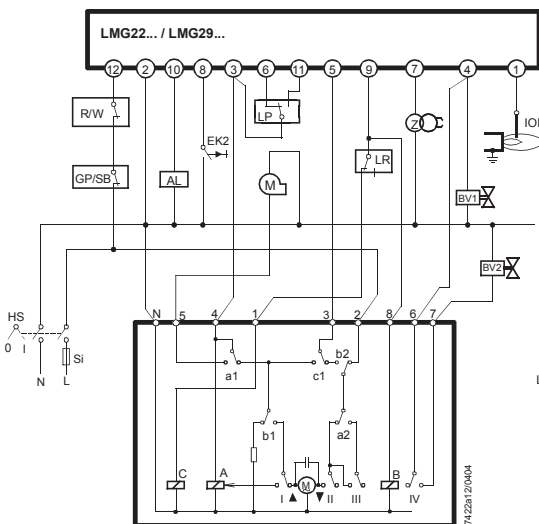 LMG22... / LMG29...
12 2 10 8 3 6 11 5 9 7 4 1
R/W
LP
Z
ION
EK2
GP/SB
AL
M
LR
BV1
BV2
HS
0 I
Si
N L
N 5 4 1 3 2 8 6 7
a1 c1 b2
b1 a2
C A I M II III B IV
7422a12/0404